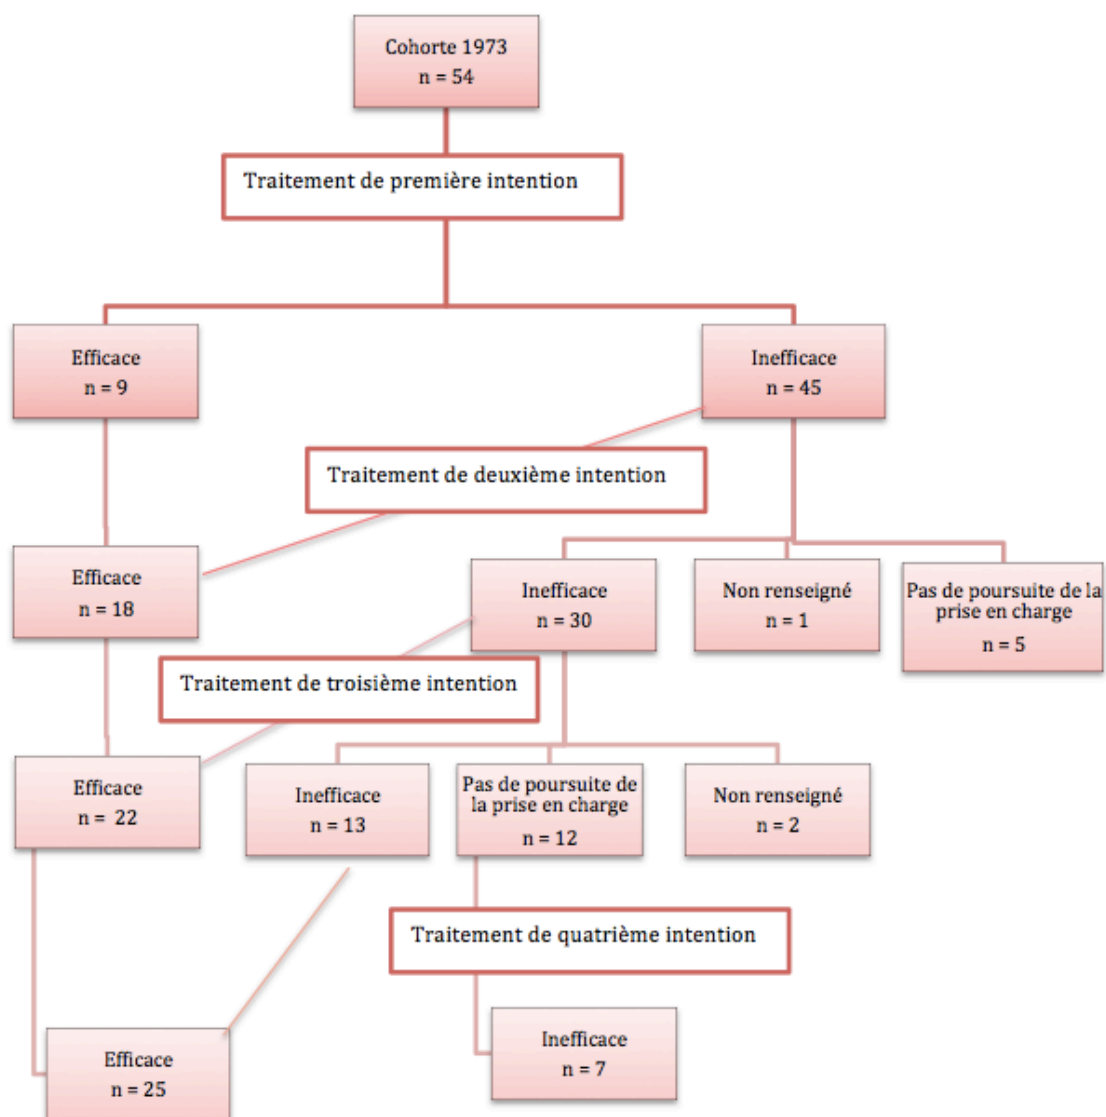 Cohorte 1973
n = 54
Traitement de première intention
Efficace
n = 9
Inefficace
n = 45
Traitement de deuxième intention
Efficace
n = 18
Inefficace
n = 30
Non renseigné
n = 1
Pas de poursuite de la
prise en charge
n = 5
Traitement de troisième intention
Efficace
n =  22
Inefficace
n = 13
Pas de poursuite de
la prise en charge
n = 12
Non renseigné
n = 2
Traitement de quatrième intention
Efficace
n = 25
Inefficace
n = 7